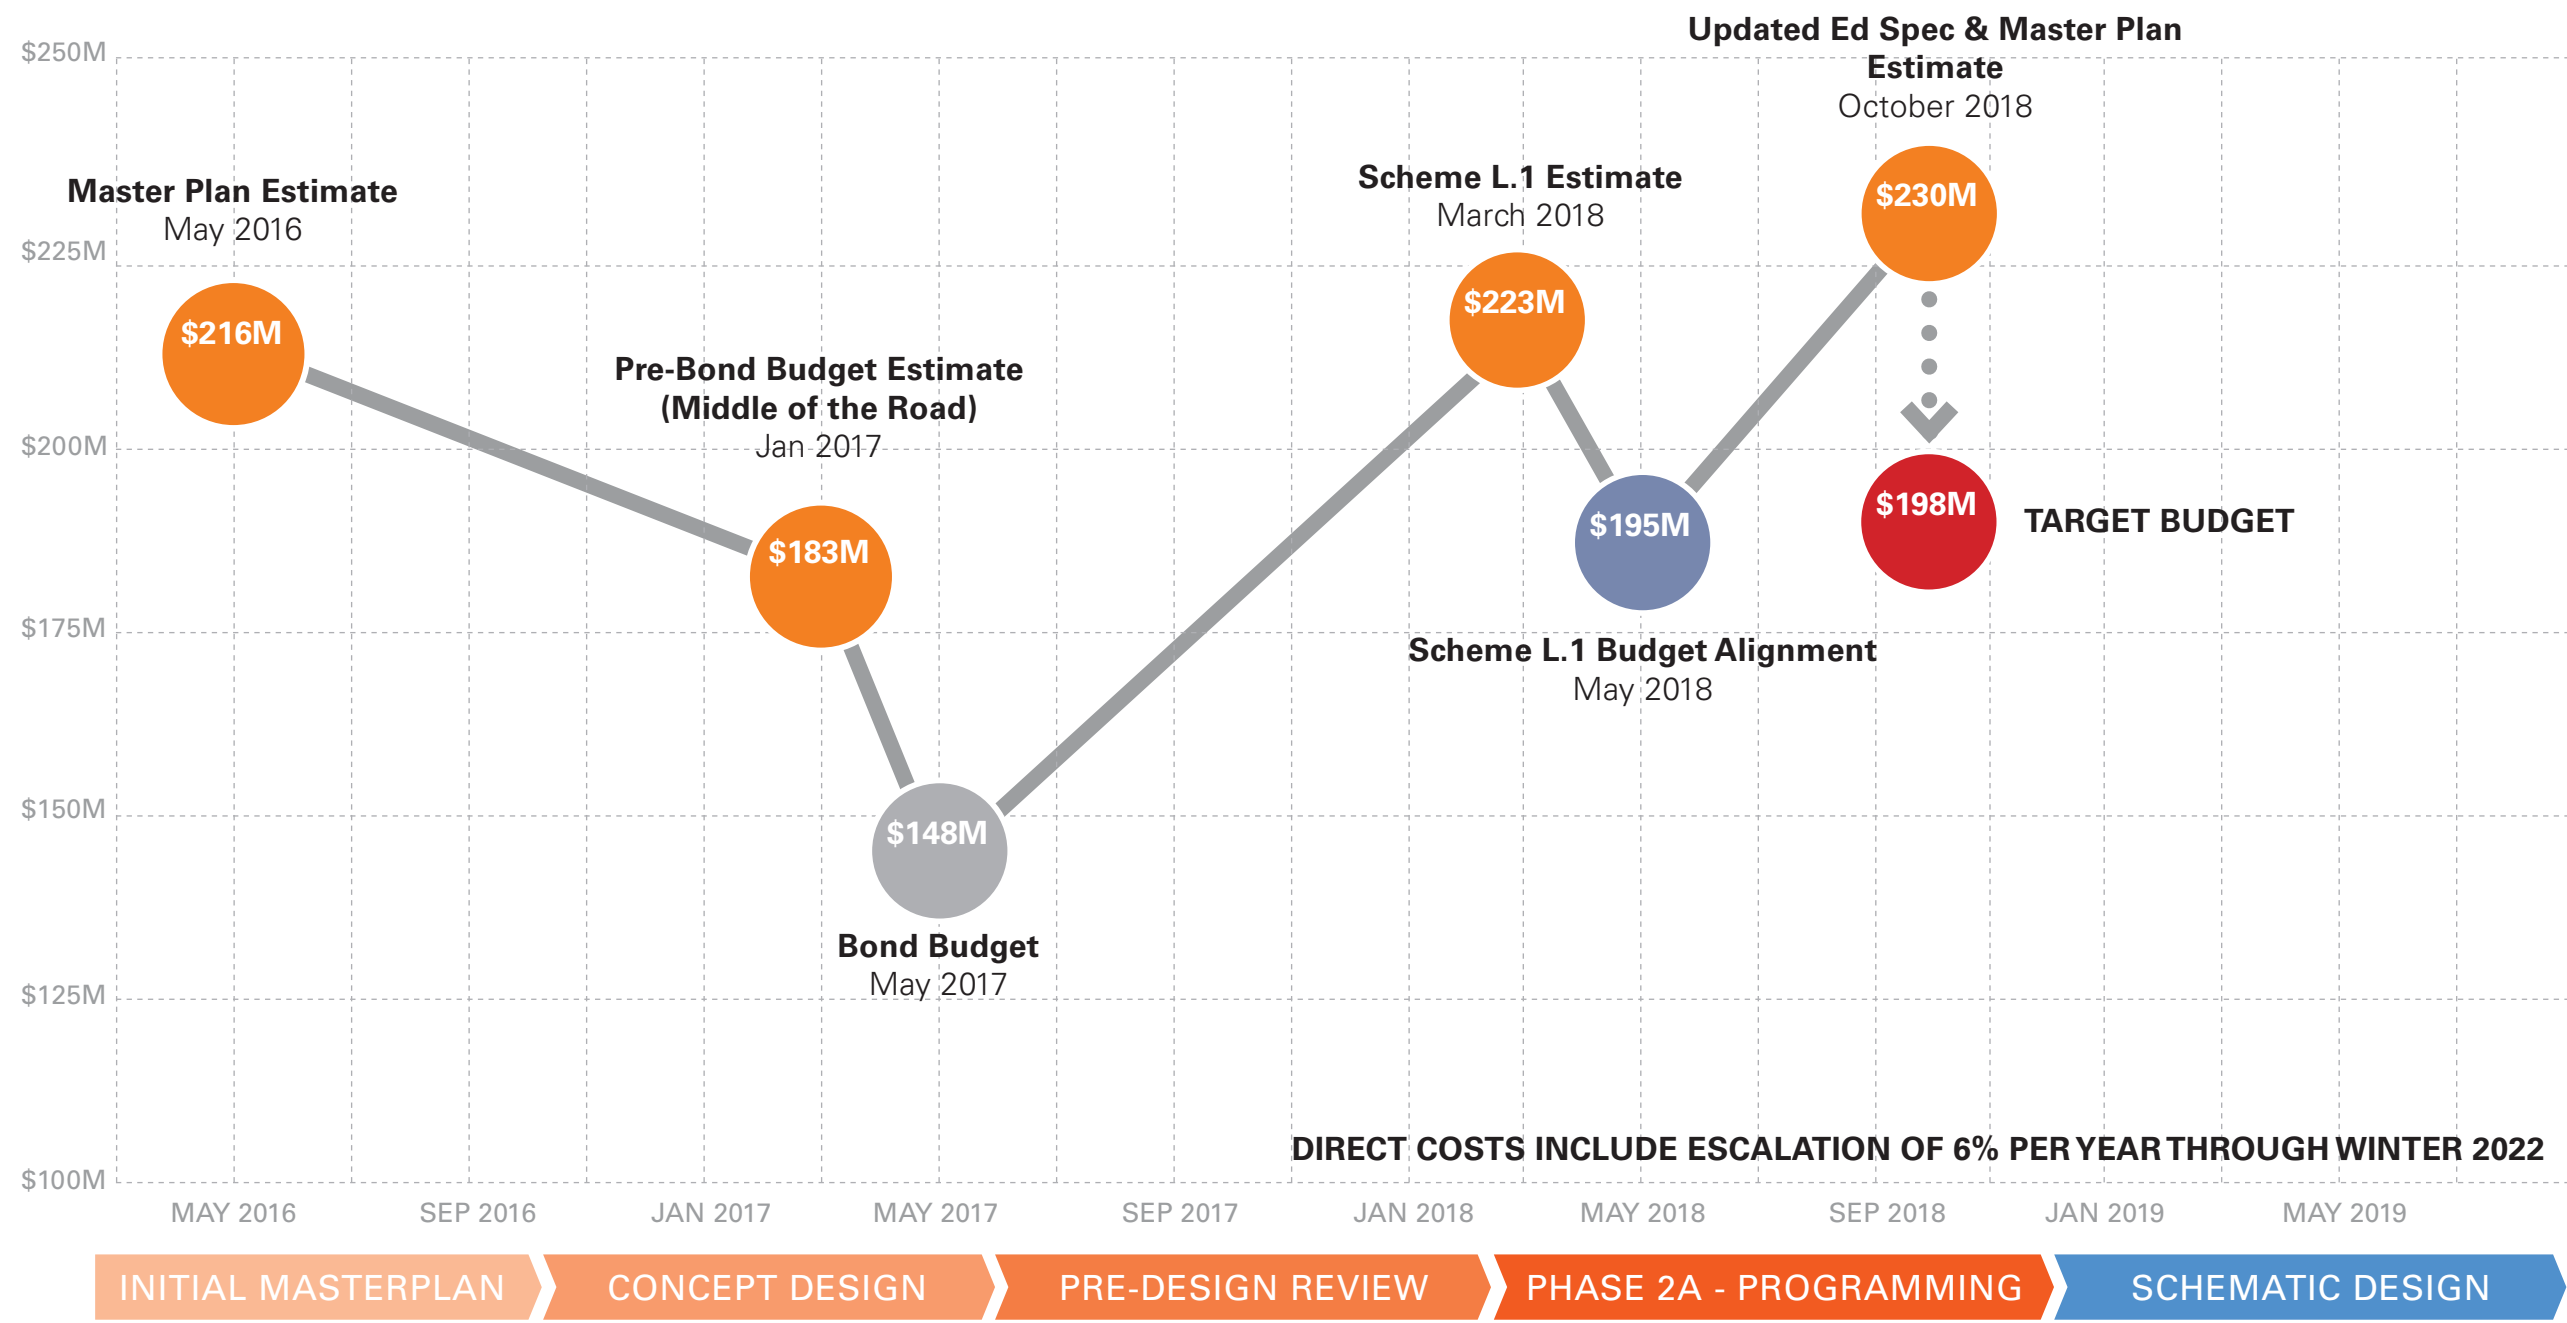 Updated Ed Spec & Master Plan
Estimate
October 2018
$250M
$230M
Master Plan Estimate
May 2016
Scheme L.1 Estimate
March 2018
$225M
$223M
$216M
Pre-Bond Budget Estimate
(Middle of the Road)
Jan 2017
$200M
$183M
$195M
$198M
TARGET BUDGET
$175M
Scheme L.1 Budget Alignment
May 2018
$150M
$148M
Bond Budget
May 2017
$125M
DIRECT COSTS INCLUDE ESCALATION OF 6% PER YEAR THROUGH WINTER 2022
$100M
MAY 2016 SEP 2016 JAN 2017 MAY 2017 SEP 2017 JAN 2018 MAY 2018 SEP 2018 JAN 2019 MAY 2019
INITIAL MASTERPLAN CONCEPT DESIGN PRE-DESIGN REVIEW PHASE 2A - PROGRAMMING SCHEMATIC DESIGN